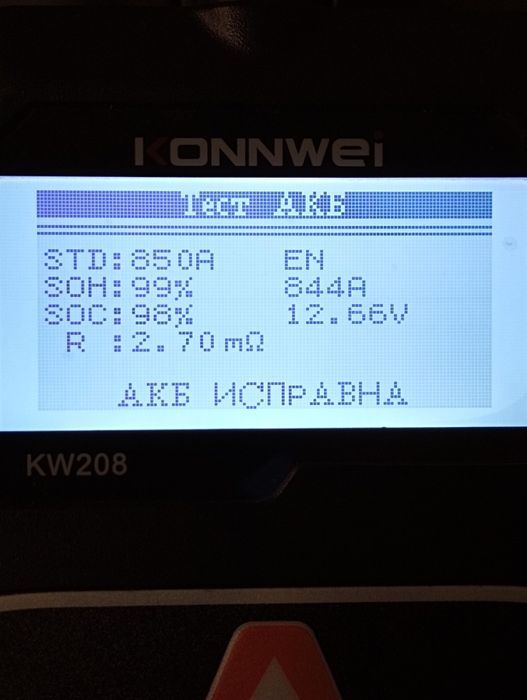 KONNWEI
Тест АКБ
STD:850A EN
SOH:99% 844A
SOC:98% 12.66V
R :2.70mΩ
АКБ ИСПРАВНА
KW208